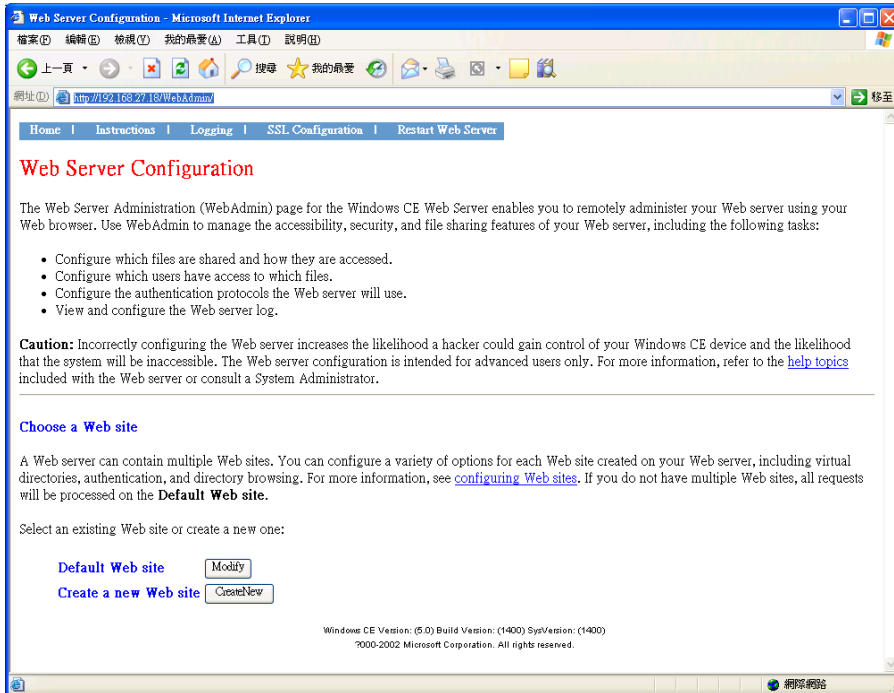 Web Server Configuration - Microsoft Internet Explorer
檔案(F) 編輯(E) 檢視(V) 我的最愛(A) 工具(T) 說明(H)
上一頁 搜尋 我的最愛
網址(D) http://192.168.27.18/WebAdmin/ 移至
Home | Instructions | Logging | SSL Configuration | Restart Web Server
Web Server Configuration
The Web Server Administration (WebAdmin) page for the Windows CE Web Server enables you to remotely administer your Web server using your
Web browser. Use WebAdmin to manage the accessibility, security, and file sharing features of your Web server, including the following tasks:
• Configure which files are shared and how they are accessed.
• Configure which users have access to which files.
• Configure the authentication protocols the Web server will use.
• View and configure the Web server log.
Caution: Incorrectly configuring the Web server increases the likelihood a hacker could gain control of your Windows CE device and the likelihood
that the system will be inaccessible. The Web server configuration is intended for advanced users only. For more information, refer to the help topics
included with the Web server or consult a System Administrator.
Choose a Web site
A Web server can contain multiple Web sites. You can configure a variety of options for each Web site created on your Web server, including virtual
directories, authentication, and directory browsing. For more information, see configuring Web sites. If you do not have multiple Web sites, all requests
will be processed on the Default Web site.
Select an existing Web site or create a new one:
Default Web site Modify
Create a new Web site CreateNew
Windows CE Version: (5.0) Build Version: (1400) SysVersion: (1400)
?000-2002 Microsoft Corporation. All rights reserved.
網際網路